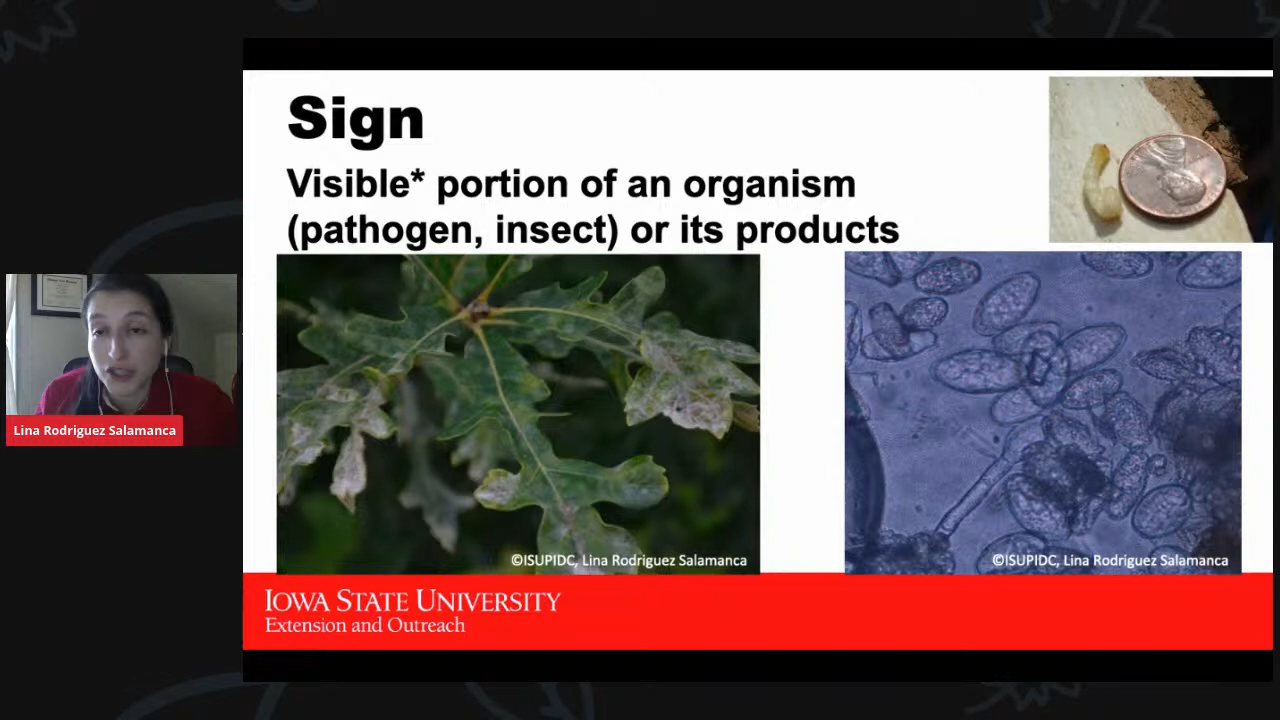 Sign
Visible* portion of an organism
(pathogen, insect) or its products
Lina Rodriguez Salamanca
©ISUPIDC, Lina Rodriguez Salamanca
©ISUPIDC, Lina Rodriguez Salamanca
IOWA STATE UNIVERSITY
Extension and Outreach